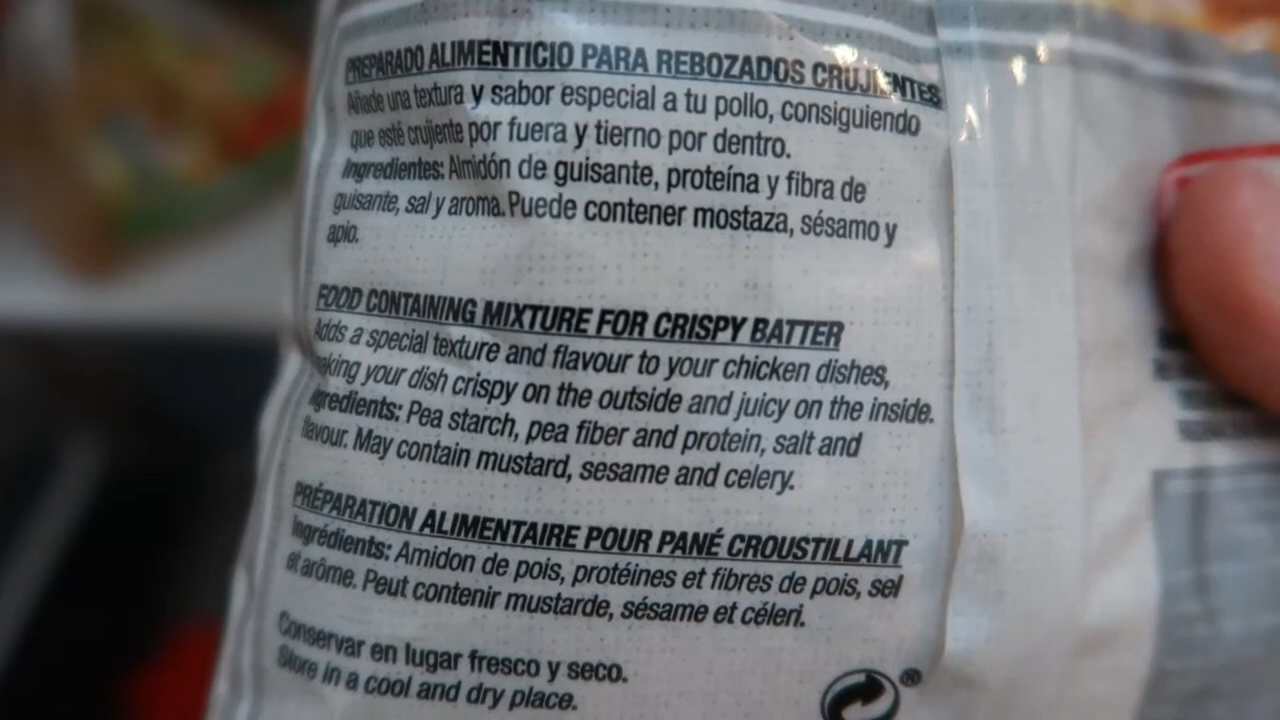 PREPARADO ALIMENTICIO PARA REBOZADOS CRUJIENTES
Añade una textura y sabor especial a tu pollo, consiguiendo
que esté crujiente por fuera y tierno por dentro.
Ingredientes: Almidón de guisante, proteína y fibra de
guisante, sal y aroma. Puede contener mostaza, sésamo y
apio.
FOOD CONTAINING MIXTURE FOR CRISPY BATTER
Adds a special texture and flavour to your chicken dishes,
aking your dish crispy on the outside and juicy on the inside.
gredients: Pea starch, pea fiber and protein, salt and
flavour. May contain mustard, sesame and celery.
PRÉPARATION ALIMENTAIRE POUR PANÉ CROUSTILLANT
Ingrédients: Amidon de pois, protéines et fibres de pois, sel
et arôme. Peut contenir mustarde, sésame et céleri.
Conservar en lugar fresco y seco.
Store in a cool and dry place.
®